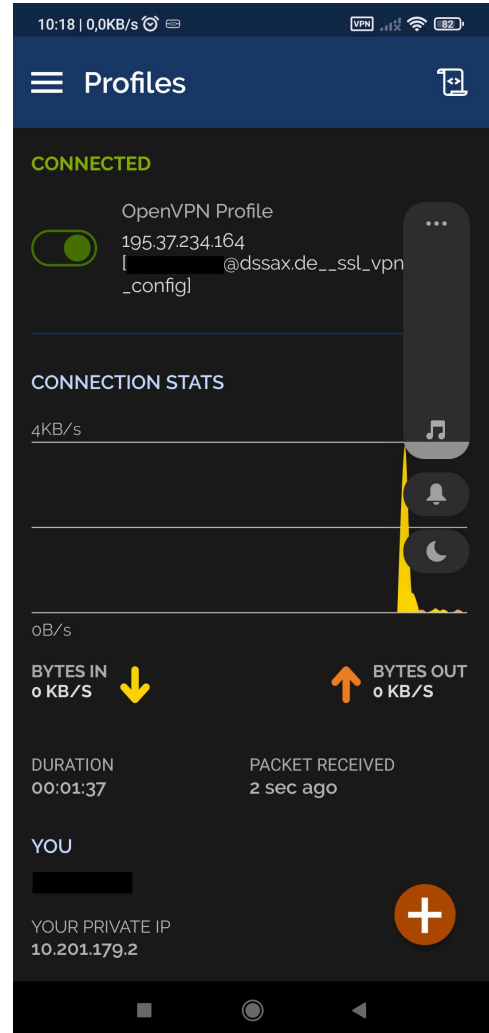 10:18 | 0,0KB/s
VPN
82
Profiles
CONNECTED
OpenVPN Profile
195.37.234.164
[ @dssax.de__ssl_vpn
_config]
CONNECTION STATS
4KB/s
0B/s
BYTES IN
0 KB/S
BYTES OUT
0 KB/S
DURATION
00:01:37
PACKET RECEIVED
2 sec ago
YOU
YOUR PRIVATE IP
10.201.179.2